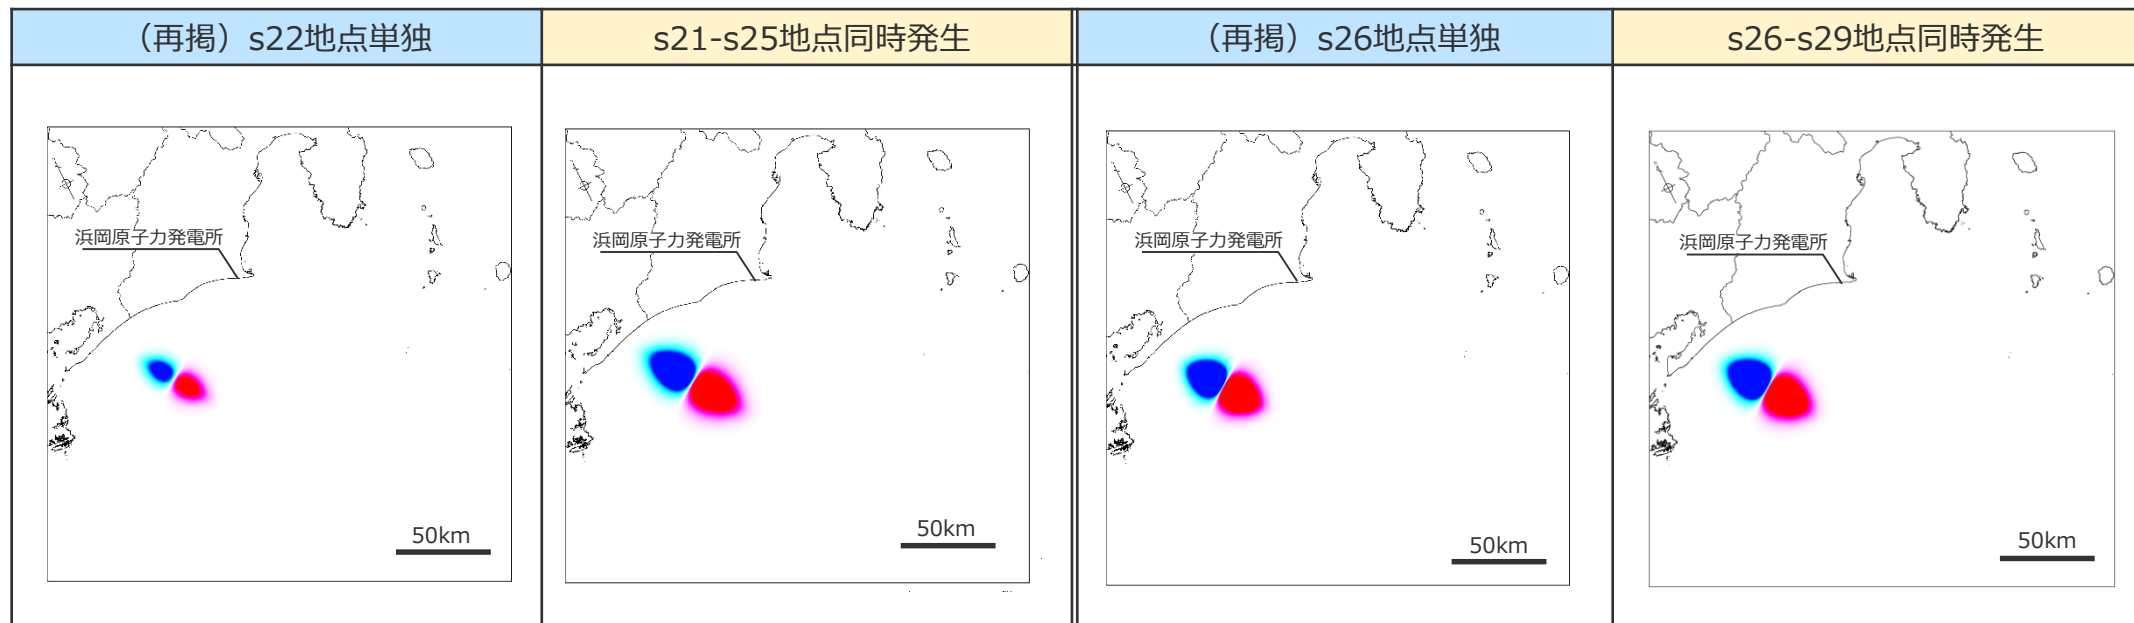 （再掲）s22地点単独
s21-s25地点同時発生
（再掲）s26地点単独
s26-s29地点同時発生
浜岡原子力発電所
50km
浜岡原子力発電所
50km
浜岡原子力発電所
50km
浜岡原子力発電所
50km